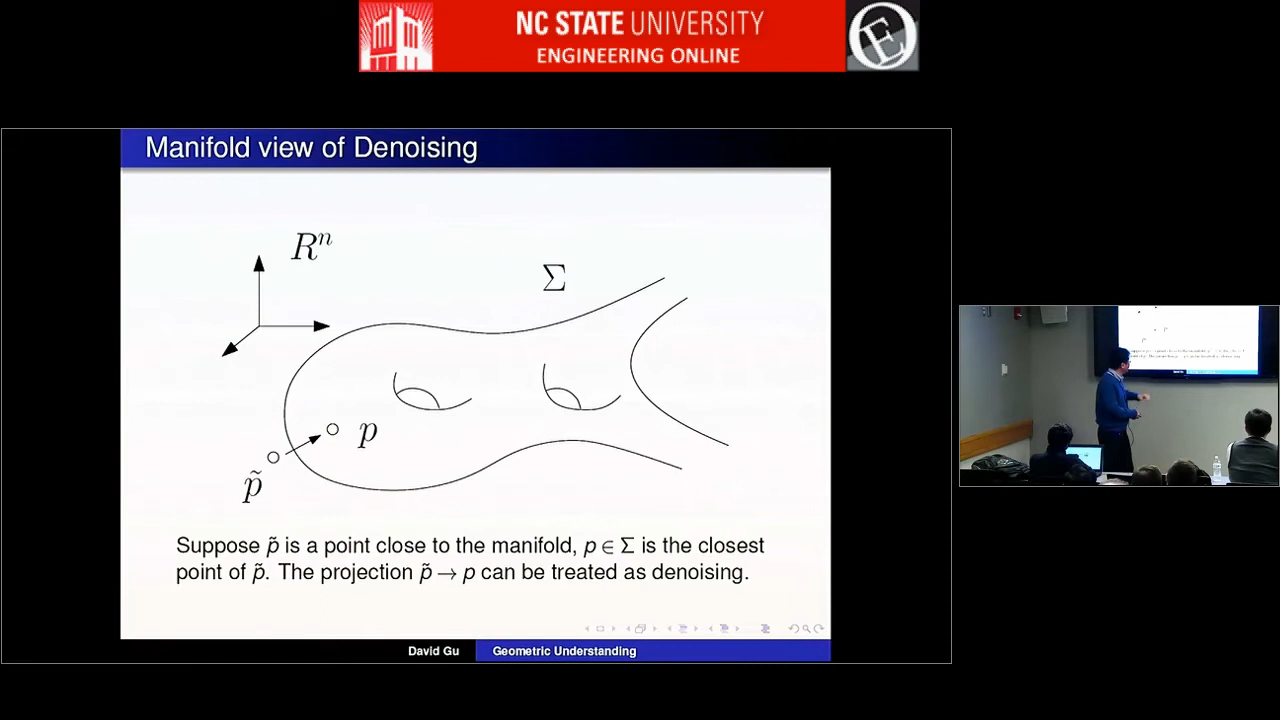 NC STATE UNIVERSITY
ENGINEERING ONLINE
E
Manifold view of Denoising
Rⁿ
Σ
p
p̃
Suppose p̃ is a point close to the manifold, p ∈ Σ is the closest
point of p̃. The projection p̃ → p can be treated as denoising.
David Gu
Geometric Understanding